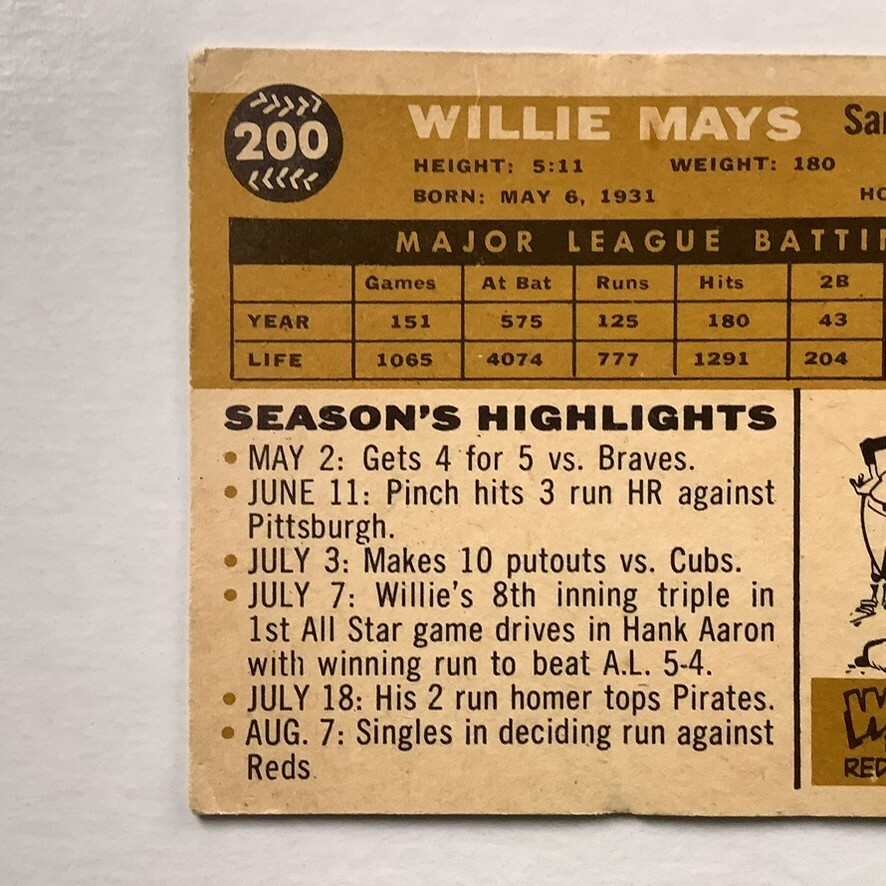 200
WILLIE MAYS
HEIGHT: 5:11 WEIGHT: 180
BORN: MAY 6, 1931
MAJOR LEAGUE
Games At Bat Runs Hits 2B
YEAR 151 575 125 180 43
LIFE 1065 4074 777 1291 204
SEASON'S HIGHLIGHTS
• MAY 2: Gets 4 for 5 vs. Braves.
• JUNE 11: Pinch hits 3 run HR against
Pittsburgh.
• JULY 3: Makes 10 putouts vs. Cubs.
• JULY 7: Willie's 8th inning triple in
1st All Star game drives in Hank Aaron
with winning run to beat A.L. 5-4.
• JULY 18: His 2 run homer tops Pirates.
• AUG. 7: Singles in deciding run against
Reds